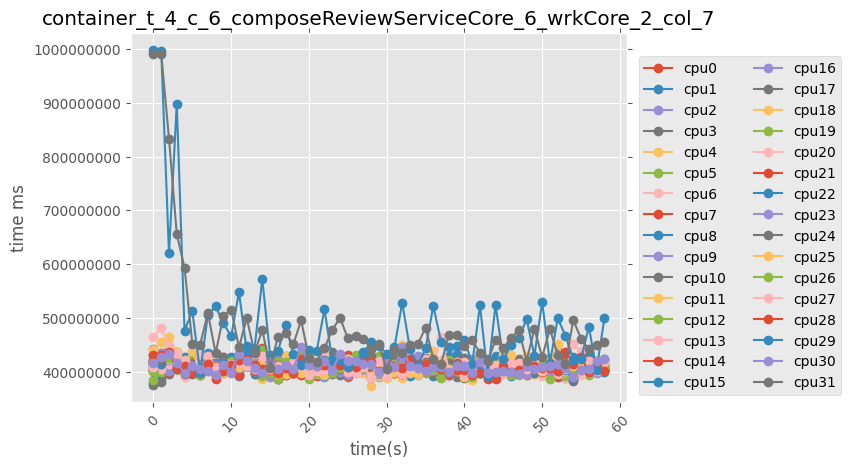 container_t_4_c_6_composeReviewServiceCore_6_wrkCore_2_col_7
1000000000
900000000
800000000
700000000
600000000
500000000
400000000
time ms
0
10
20
30
40
50
60
time(s)
cpu0
cpu1
cpu2
cpu3
cpu4
cpu5
cpu6
cpu7
cpu8
cpu9
cpu10
cpu11
cpu12
cpu13
cpu14
cpu15
cpu16
cpu17
cpu18
cpu19
cpu20
cpu21
cpu22
cpu23
cpu24
cpu25
cpu26
cpu27
cpu28
cpu29
cpu30
cpu31